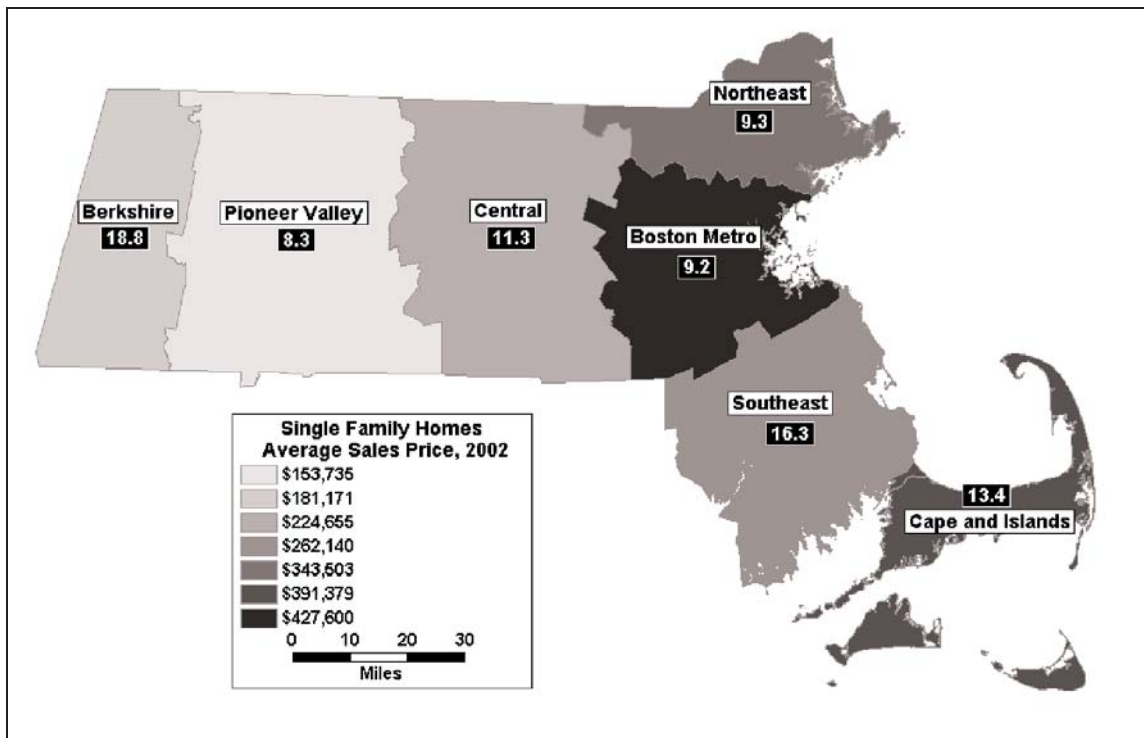 Northeast
9.3
Berkshire
18.8
Pioneer Valley
8.3
Central
11.3
Boston Metro
9.2
Southeast
16.3
13.4
Cape and Islands
Single Family Homes
Average Sales Price, 2002
$153,735
$181,171
$224,655
$262,140
$343,503
$391,379
$427,600
0 10 20 30
Miles